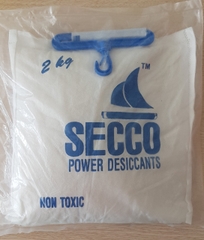 2 kg
TM
SECCO
POWER DESICCANTS
NON TOXIC